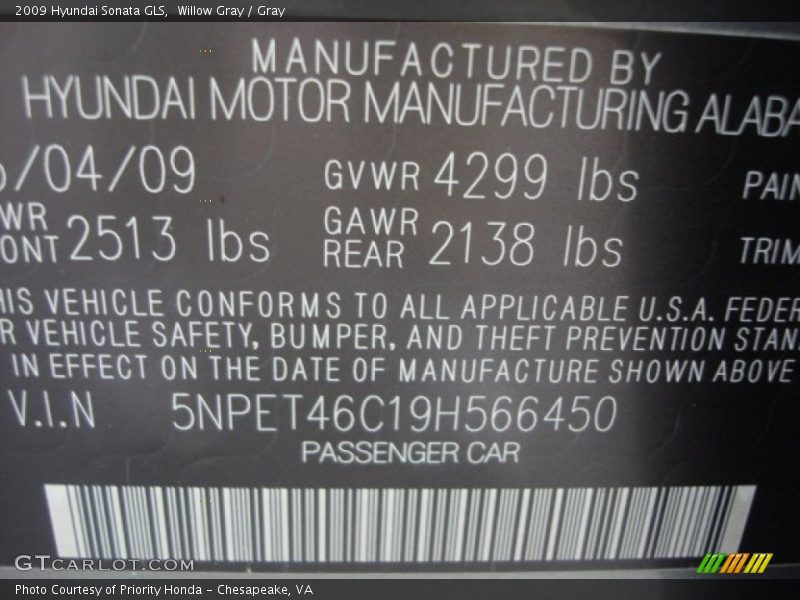 2009 Hyundai Sonata GLS, Willow Gray / Gray
MANUFACTURED BY
HYUNDAI MOTOR MANUFACTURING ALABA
/04/09 GVWR 4299 lbs PAIN
WR
ONT 2513 lbs GAWR REAR 2138 lbs TRIM
HIS VEHICLE CONFORMS TO ALL APPLICABLE U.S.A. FEDER
R VEHICLE SAFETY, BUMPER, AND THEFT PREVENTION STAN
IN EFFECT ON THE DATE OF MANUFACTURE SHOWN ABOVE
V.I.N 5NPET46C19H566450
PASSENGER CAR
GTCARLOT.COM
Photo Courtesy of Priority Honda - Chesapeake, VA